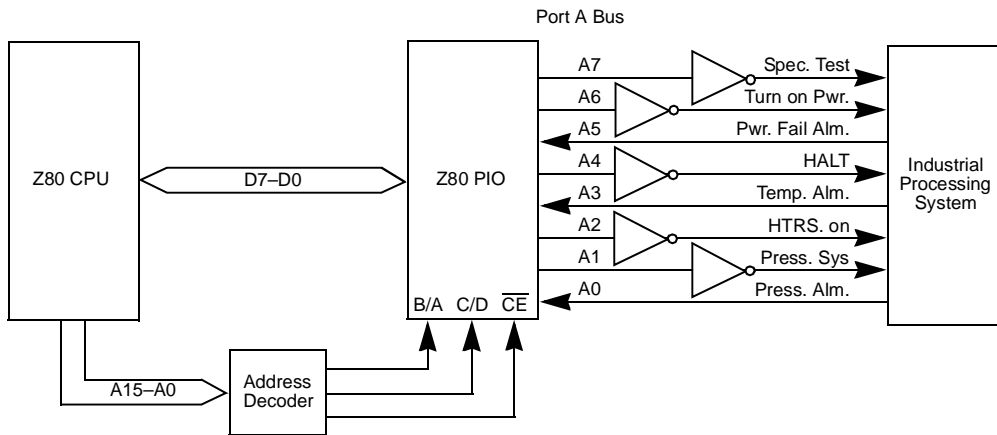 Port A Bus
A7
Spec. Test
A6
Turn on Pwr.
A5
Pwr. Fail Alm.
Z80 CPU
D7–D0
Z80 PIO
A4
HALT
Industrial
Processing
System
A3
Temp. Alm.
A2
HTRS. on
A1
Press. Sys
A0
Press. Alm.
B/A C/D CE
A15–A0
Address
Decoder